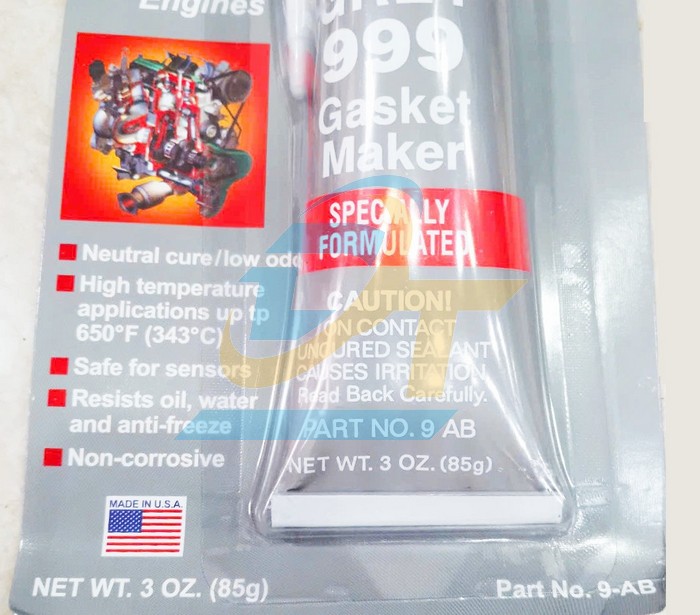 Engines
GREY
999
Gasket
Maker
SPECIALLY
FORMULATED
Neutral cure/low odo
High temperature
applications up to
650°F (343°C)
Safe for sensors
Resists oil, water
and anti-freeze
Non-corrosive
CAUTION!
ON CONTACT
UNCURED SEALANT
CAUSES IRRITATION.
Read Back Carefully.
PART NO. 9 AB
NET WT. 3 OZ. (85g)
MADE IN U.S.A.
NET WT. 3 OZ. (85g)
Part No. 9-AB